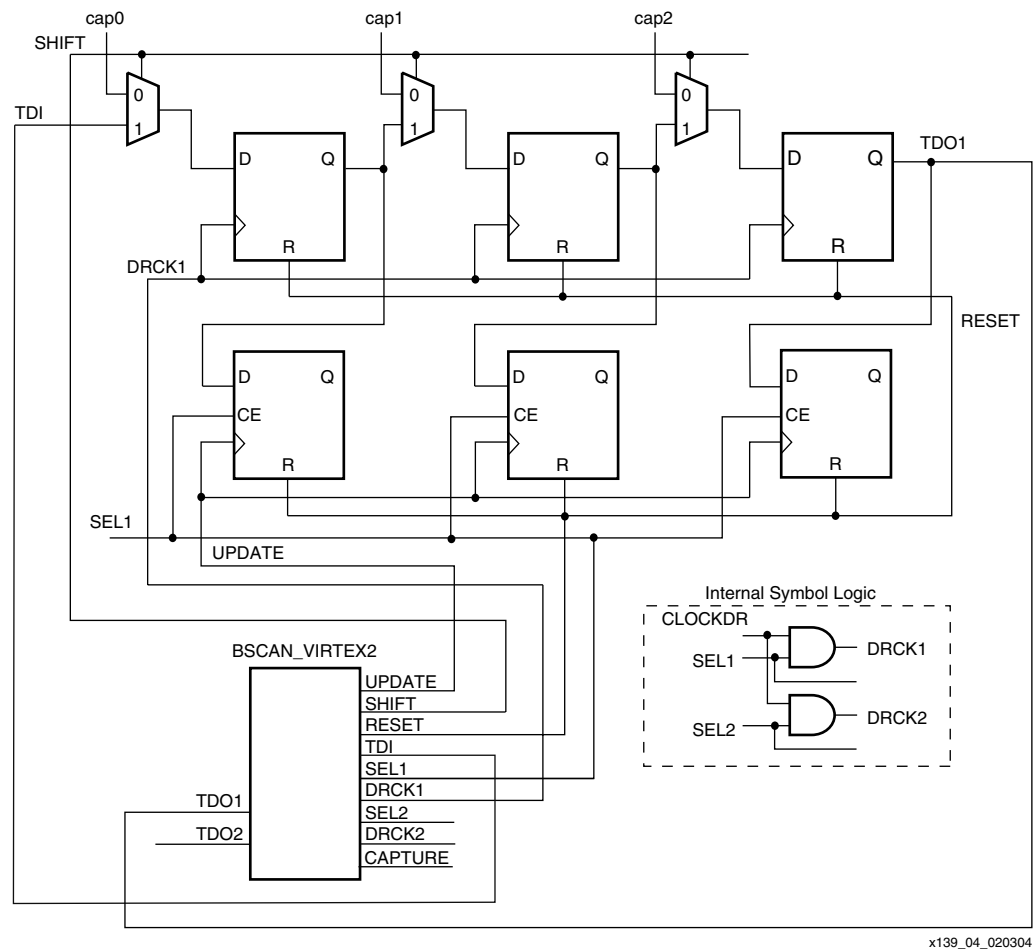 cap0 cap1 cap2
SHIFT
0 0 0
TDI
1 1 1
D Q D Q D Q TDO1
R R R
DRCK1
RESET
D Q D Q D Q
CE CE CE
R R R
SEL1
UPDATE
Internal Symbol Logic
CLOCKDR
SEL1 DRCK1
SEL2 DRCK2
BSCAN_VIRTEX2
UPDATE
SHIFT
RESET
TDI
SEL1
DRCK1
TDO1
SEL2
TDO2 DRCK2
CAPTURE
x139_04_020304